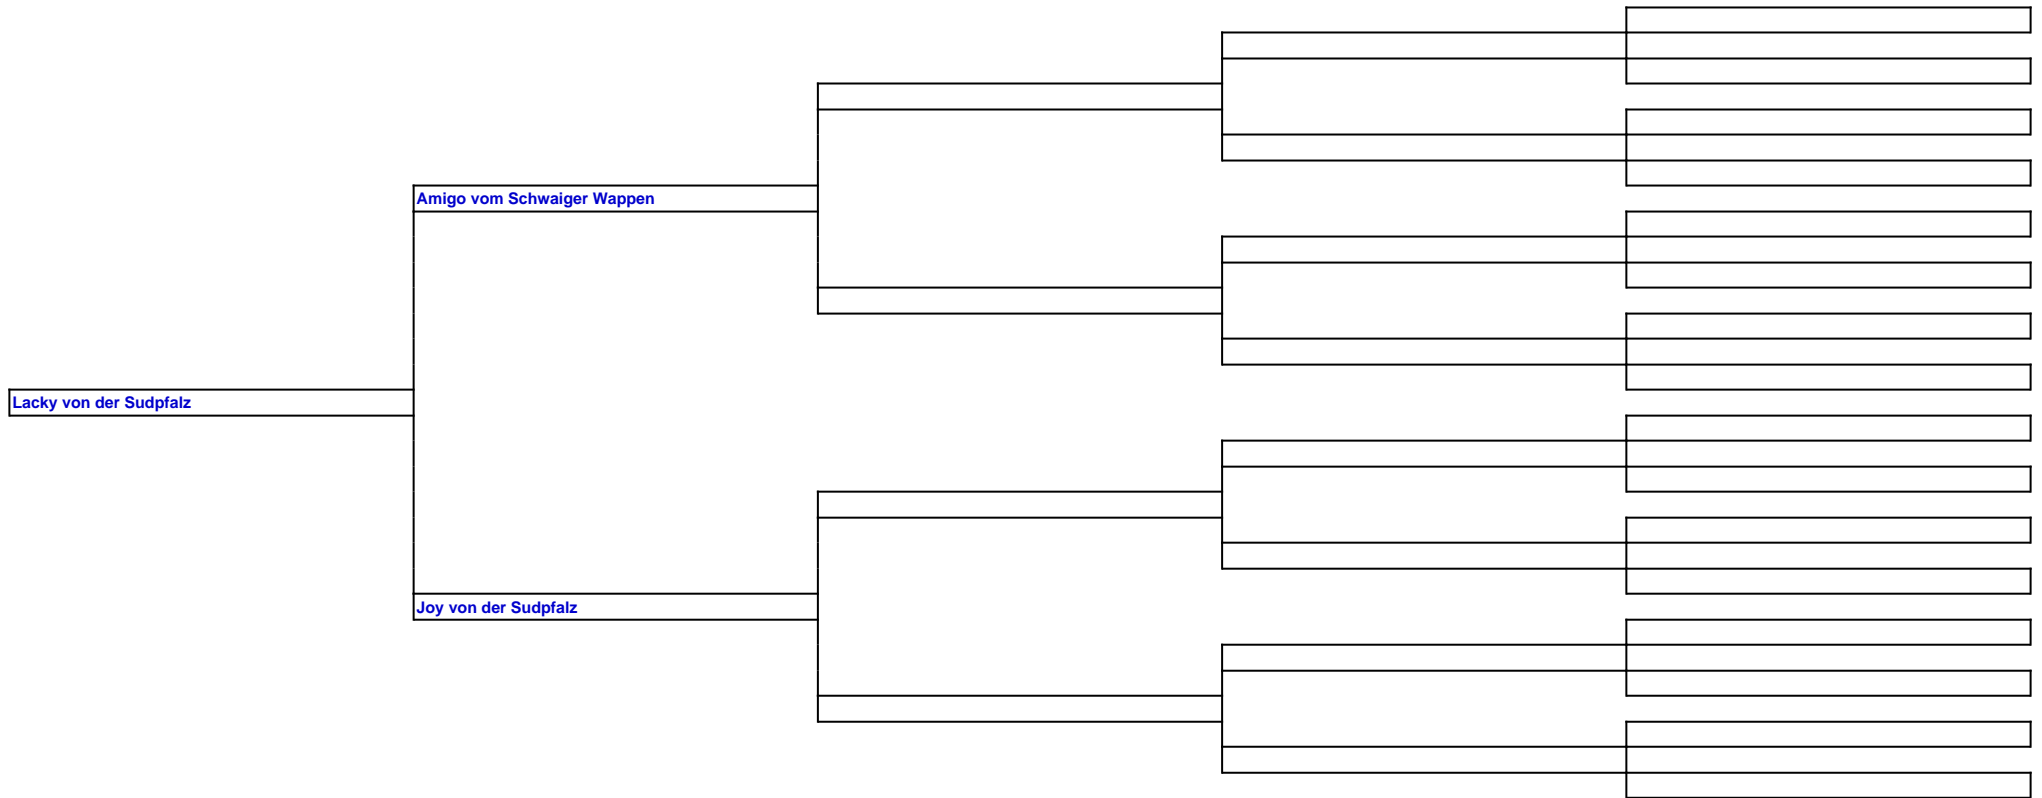 Amigo vom Schwaiger Wappen
Lacky von der Sudpfalz
Joy von der Sudpfalz